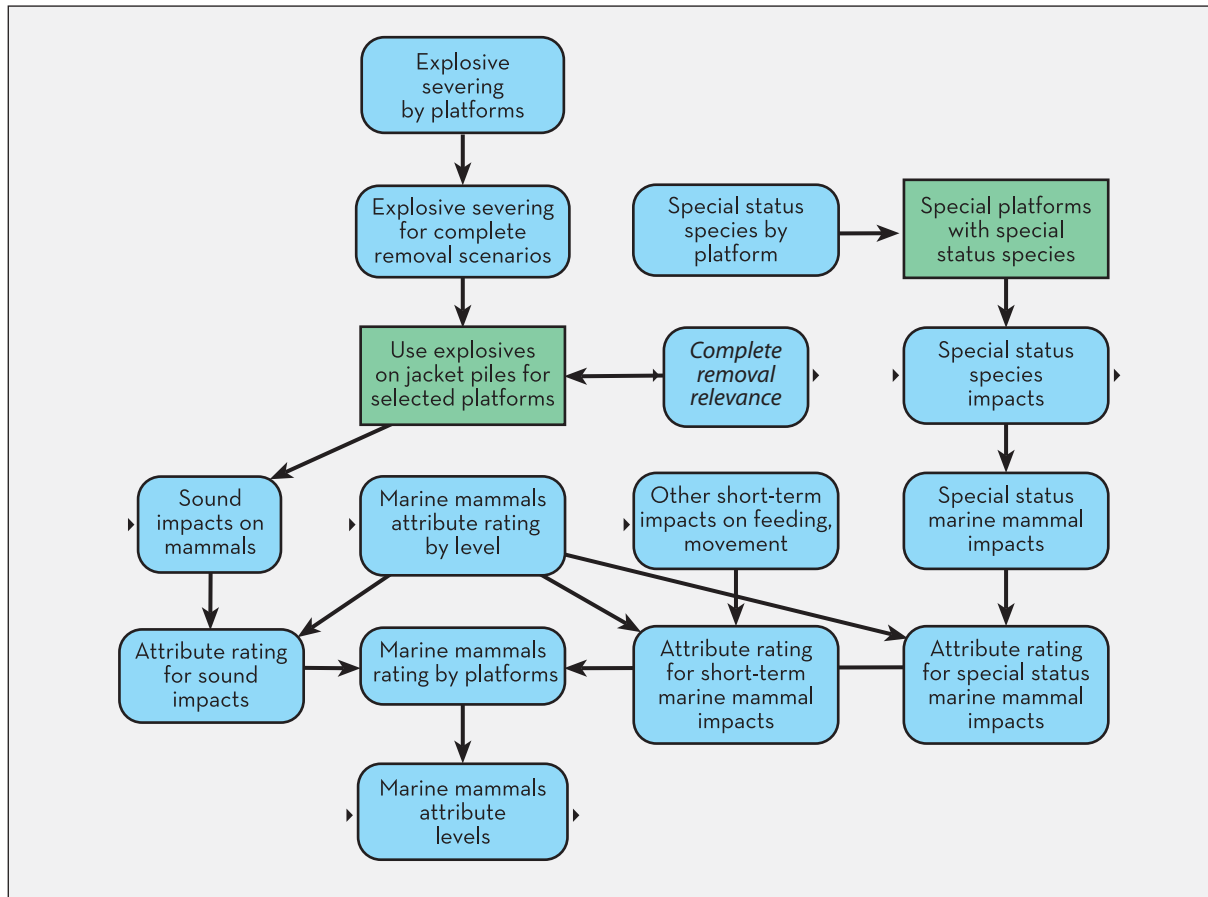 Explosive
severing
by platforms
Explosive severing
for complete
removal scenarios
Special status
species by
platform
Special platforms
with special
status species
Use explosives
on jacket piles for
selected platforms
Complete
removal
relevance
Special status
species
impacts
Sound
impacts on
mammals
Marine mammals
attribute rating
by level
Other short-term
impacts on feeding,
movement
Special status
marine mammal
impacts
Attribute rating
for sound
impacts
Marine mammals
rating by platforms
Attribute rating
for short-term
marine mammal
impacts
Attribute rating
for special status
marine mammal
impacts
Marine mammals
attribute
levels